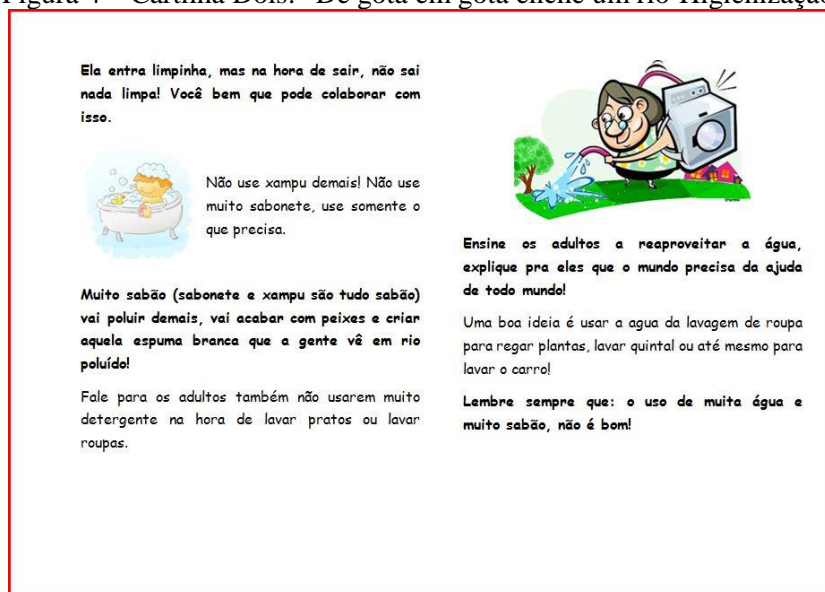 Figura 4 – Cartilha Dois: "De gota em gota enche um rio-Higienização
Ela entra limpinha, mas na hora de sair, não sai
nada limpa! Você bem que pode colaborar com
isso.
Não use xampu demais! Não use
muito sabonete, use somente o
que precisa.
Muito sabão (sabonete e xampu são tudo sabão)
vai poluir demais, vai acabar com peixes e criar
aquela espuma branca que a gente vê em rio
poluído!
Fale para os adultos também não usarem muito
detergente na hora de lavar pratos ou lavar
roupas.
Ensine os adultos a reaproveitar a água,
explique pra eles que o mundo precisa da ajuda
de todo mundo!
Uma boa ideia é usar a agua da lavagem de roupa
para regar plantas, lavar quintal ou até mesmo para
lavar o carro!
Lembre sempre que: o uso de muita água e
muito sabão, não é bom!